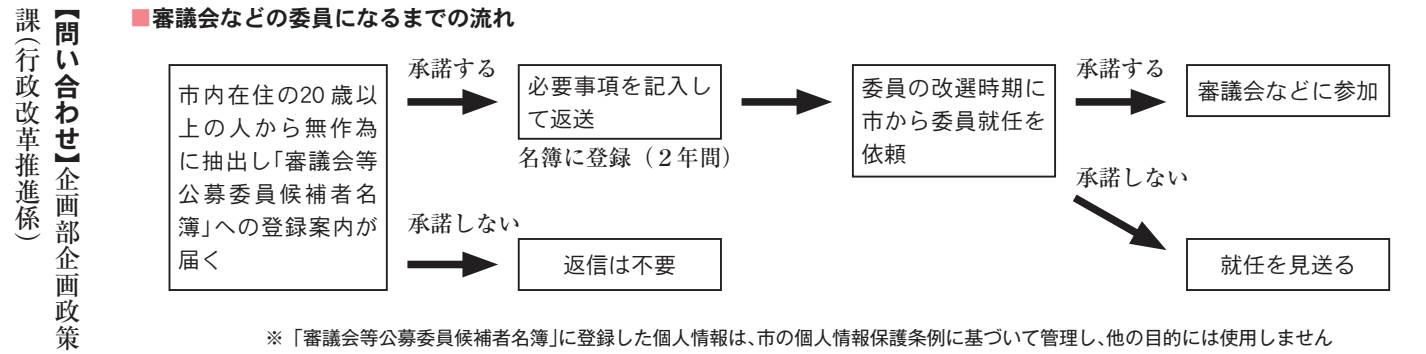 ■審議会などの委員になるまでの流れ
市内在住の20歳以
上の人から無作為
に抽出し「審議会等
公募委員候補者名
簿」への登録案内が
届く
承諾する
必要事項を記入し
て返送
名簿に登録（２年間）
承諾しない
返信は不要
委員の改選時期に
市から委員就任を
依頼
承諾する
審議会などに参加
承諾しない
就任を見送る
※「審議会等公募委員候補者名簿」に登録した個人情報は、市の個人情報保護条例に基づいて管理し、他の目的には使用しません
【問い合わせ】企画部企画政策
課（行政改革推進係）